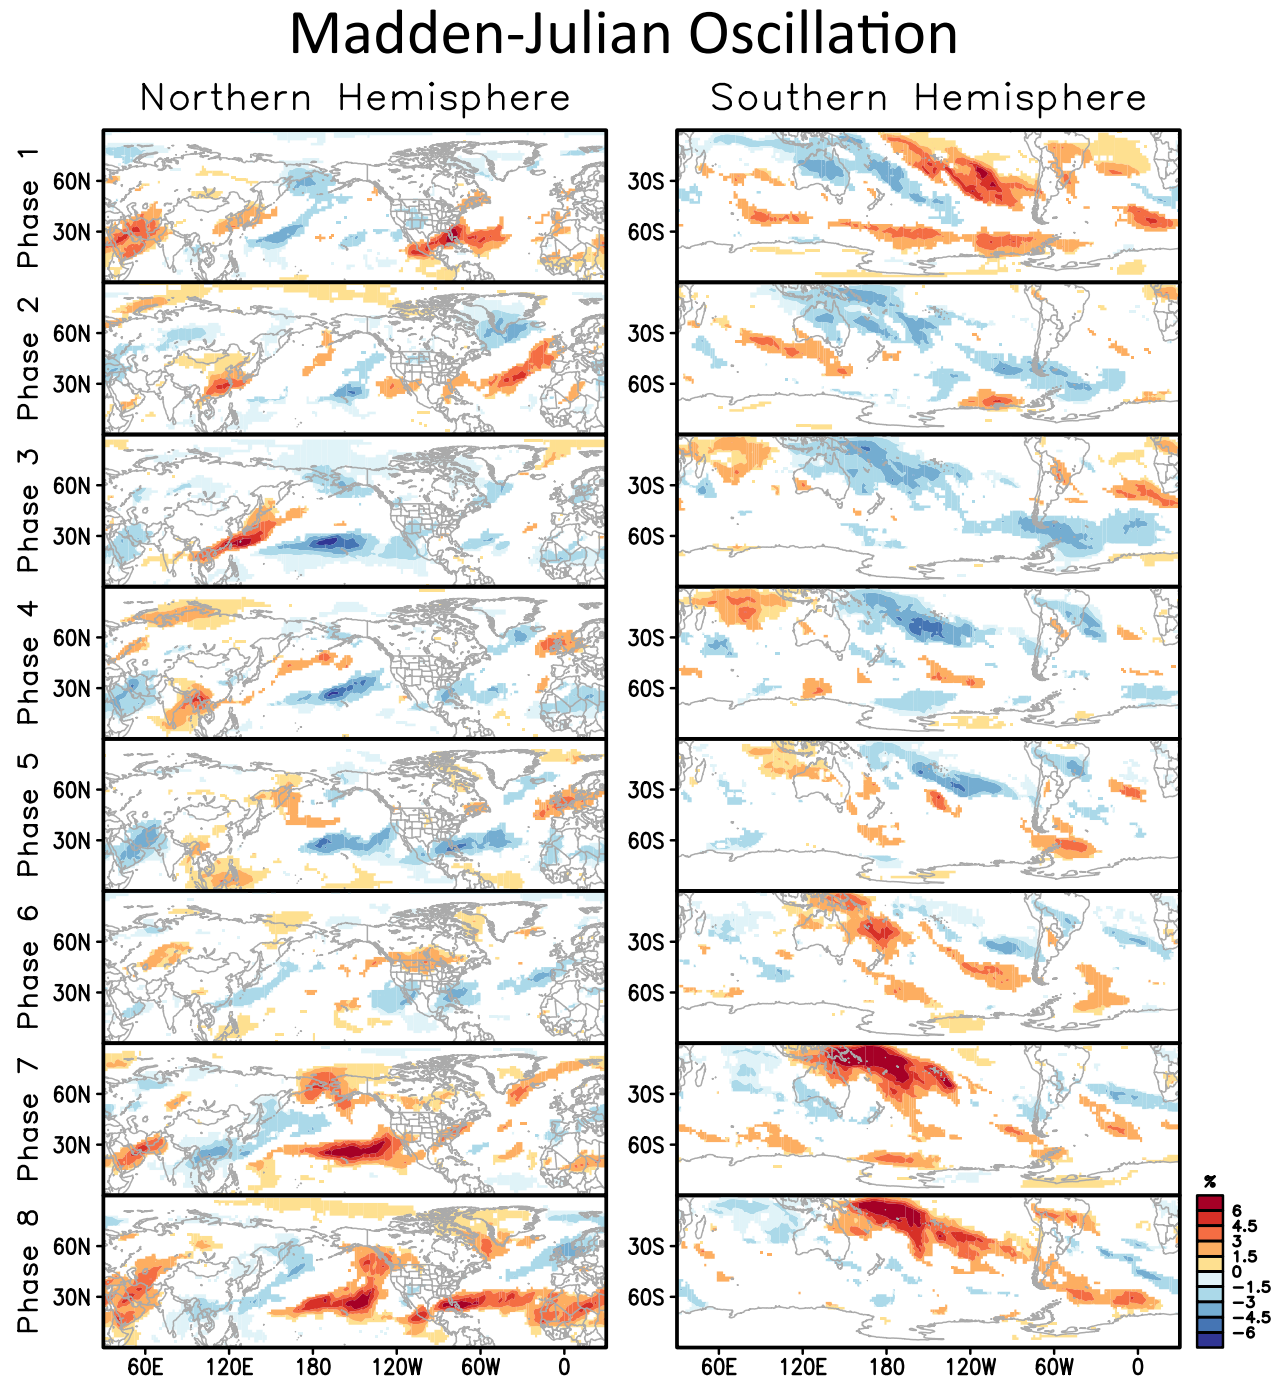 Madden-Julian Oscillation
Northern Hemisphere
Southern Hemisphere
Phase 1
60N
30N
30S
60S
Phase 2
60N
30N
30S
60S
Phase 3
60N
30N
30S
60S
Phase 4
60N
30N
30S
60S
Phase 5
60N
30N
30S
60S
Phase 6
60N
30N
30S
60S
Phase 7
60N
30N
30S
60S
Phase 8
60N
30N
30S
60S
60E 120E 180 120W 60W 0
60E 120E 180 120W 60W 0
%
6
4.5
3
1.5
0
-1.5
-3
-4.5
-6